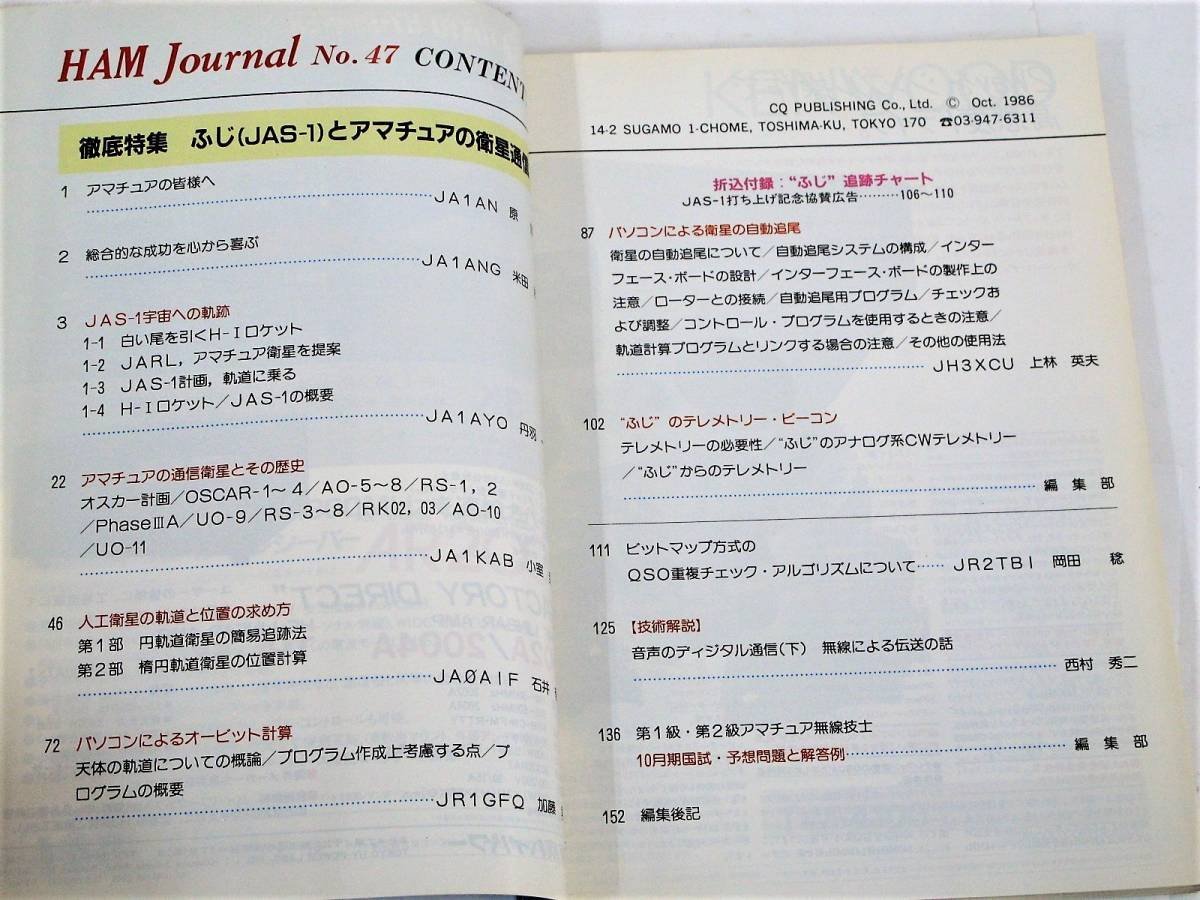 HAM Journal No. 47 CONTENT
徹底特集 ふじ(JAS-1)とアマチュアの衛星通信
1 アマチュアの皆様へ
JA1AN 原
2 総合的な成功を心から喜ぶ
JA1ANG 米田
3 JAS-1宇宙への軌跡
1-1 白い尾を引くH-Iロケット
1-2 JARL，アマチュア衛星を提案
1-3 JAS-1計画，軌道に乗る
1-4 H-Iロケット/JAS-1の概要
JA1AYO 丹羽
22 アマチュアの通信衛星とその歴史
オスカー計画/OSCAR-1〜4/AO-5〜8/RS-1，2
/PhaseⅢA/UO-9/RS-3〜8/RK02，03/AO-10
/UO-11
JA1KAB 小室
46 人工衛星の軌道と位置の求め方
第1部 円軌道衛星の簡易追跡法
第2部 楕円軌道衛星の位置計算
JAØAIF 石井
72 パソコンによるオービット計算
天体の軌道についての概論/プログラム作成上考慮する点/プ
ログラムの概要
JR1GFQ 加藤
CQ PUBLISHING Co., Ltd. © Oct. 1986
14-2 SUGAMO 1-CHOME, TOSHIMA-KU, TOKYO 170 ☎03-947-6311
折込付録：“ふじ”追跡チャート
JAS-1打ち上げ記念協賛広告………106〜110
87 パソコンによる衛星の自動追尾
衛星の自動追尾について/自動追尾システムの構成/インター
フェース・ボードの設計/インターフェース・ボードの製作上の
注意/ローターとの接続/自動追尾用プログラム/チェックお
よび調整/コントロール・プログラムを使用するときの注意/
軌道計算プログラムとリンクする場合の注意/その他の使用法
JH3XCU 上林 英夫
102 “ふじ”のテレメトリー・ビーコン
テレメトリーの必要性/“ふじ”のアナログ系CWテレメトリー
/“ふじ”からのテレメトリー
編集部
111 ビットマップ方式の
QSO重複チェック・アルゴリズムについて……JR2TBI 岡田 稔
125 【技術解説】
音声のディジタル通信(下) 無線による伝送の話
西村 秀二
136 第1級・第2級アマチュア無線技士
10月期国試・予想問題と解答例
編集部
152 編集後記